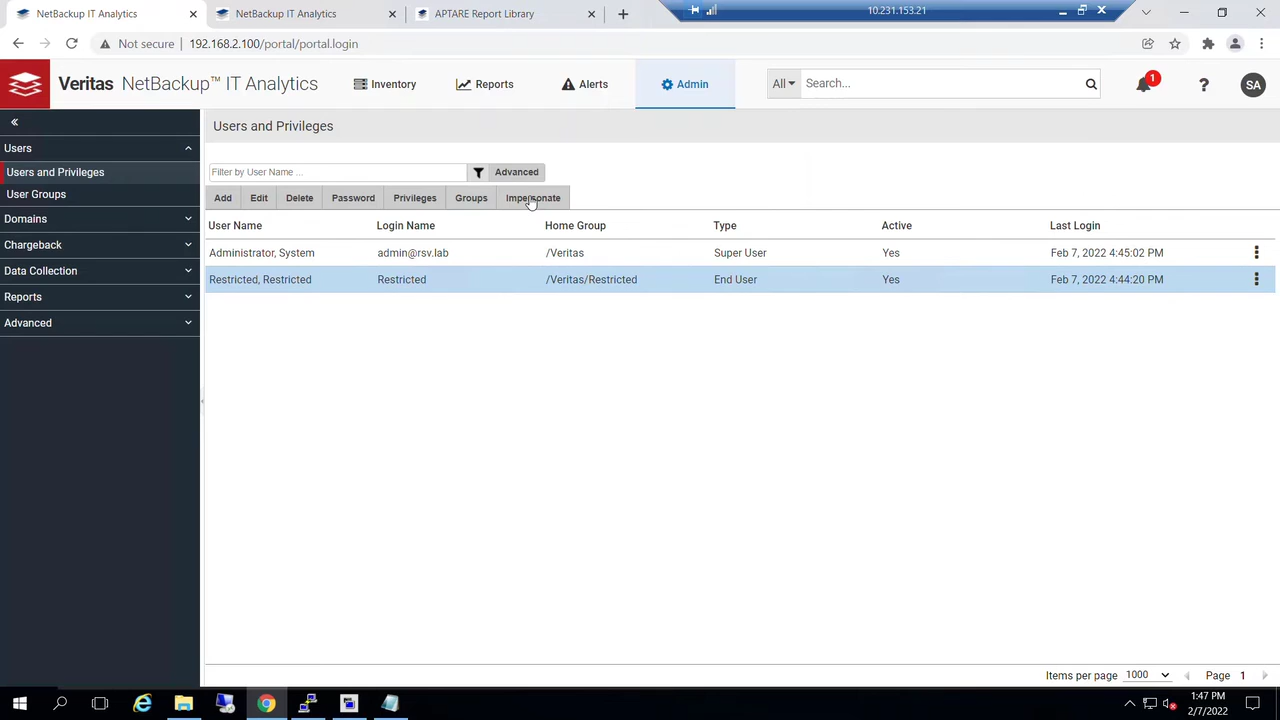 NetBackup IT Analytics
NetBackup IT Analytics
APTARE Report Library
10.231.153.21
Not secure 192.168.2.100/portal/portal.login
Veritas NetBackup™ IT Analytics
Inventory
Reports
Alerts
Admin
All
Search...
1
?
SA
Users
Users and Privileges
User Groups
Domains
Chargeback
Data Collection
Reports
Advanced
Users and Privileges
Filter by User Name ...
Advanced
Add Edit Delete Password Privileges Groups Impersonate
User Name Login Name Home Group Type Active Last Login
Administrator, System admin@rsv.lab /Veritas Super User Yes Feb 7, 2022 4:45:02 PM
Restricted, Restricted Restricted /Veritas/Restricted End User Yes Feb 7, 2022 4:44:20 PM
Items per page 1000 Page 1
1:47 PM
2/7/2022